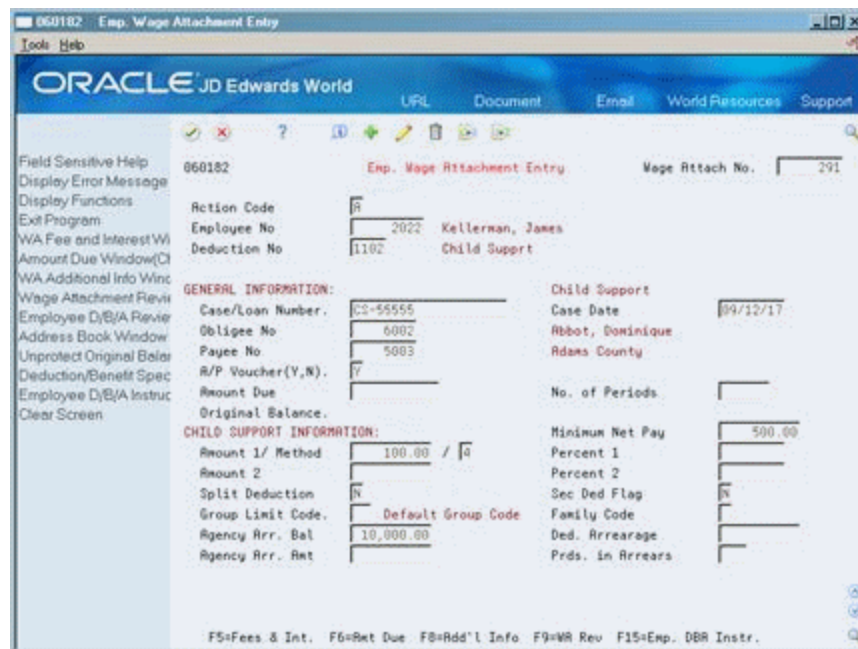 060182 Emp. Wage Attachment Entry
Tools Help
ORACLE JD Edwards World
URL Document Email World Resources Support
Field Sensitive Help
Display Error Message
Display Functions
Exit Program
WA Fee and Interest Wi
Amount Due Window(Ch
WA Additional Info Wind
Wage Attachment Revie
Employee D/B/A Review
Address Book Window
Unprotect Original Balan
Deduction/Benefit Spec
Employee D/B/A Instruc
Clear Screen
060182 Emp. Wage Attachment Entry Wage Attach No. 291
Action Code A
Employee No 2022 Kellerman, James
Deduction No 1102 Child Supprt
GENERAL INFORMATION: Child Support
Case/Loan Number. CS-55555 Case Date 09/12/17
Obligee No 6002 Abbot, Dominique
Payee No 5003 Adams County
A/P Voucher(Y,N). Y
Amount Due No. of Periods
Original Balance.
CHILD SUPPORT INFORMATION: Minimum Net Pay 500.00
Amount 1/ Method 100.00 / 4 Percent 1
Amount 2 Percent 2
Split Deduction N Sec Ded Flag N
Group Limit Code. Default Group Code Family Code
Agency Arr. Bal 10,000.00 Ded. Arrearage
Agency Arr. Amt Prds. in Arrears
F5=Fees & Int. F6=Amt Due F8=Add'l Info F9=WA Rev F15=Emp. DBA Instr.